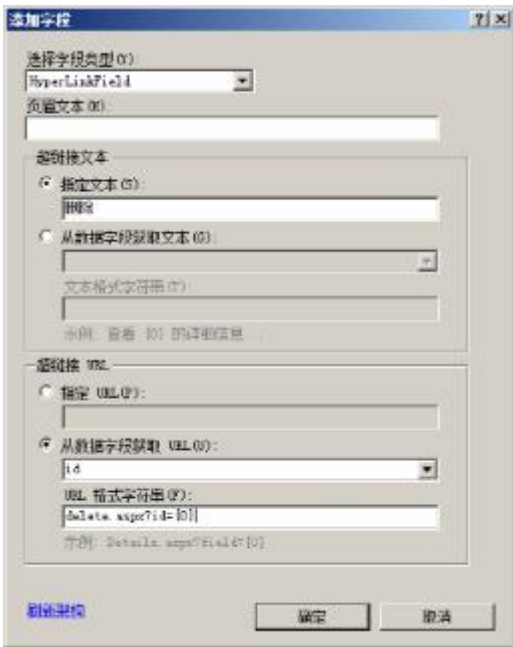 添加字段
选择字段类型(Y):
HyperLinkField
页眉文本(H)
超链接文本
指定文本(S):
删除
从数据字段获取文本(G):
文本格式字符串(T):
示例: 查看 {0} 的详细信息...
超链接 URL
指定 URL(P):
从数据字段获取 URL(U):
id
URL 格式字符串(F):
delete.aspx?id={0}
示例: Details.aspx?field={0}
刷新架构
确定
取消